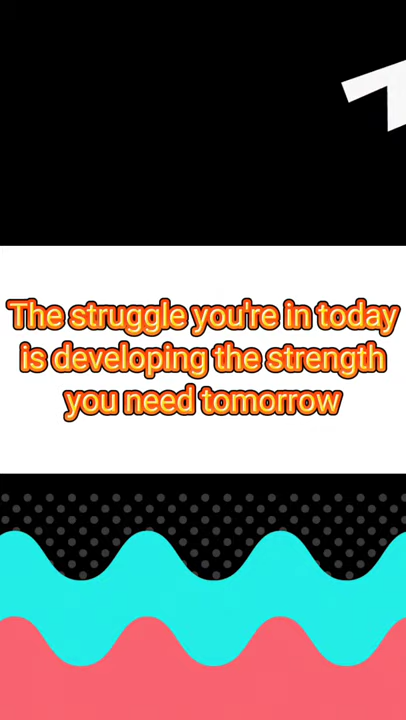 The struggle you're in today
is developing the strength
you need tomorrow